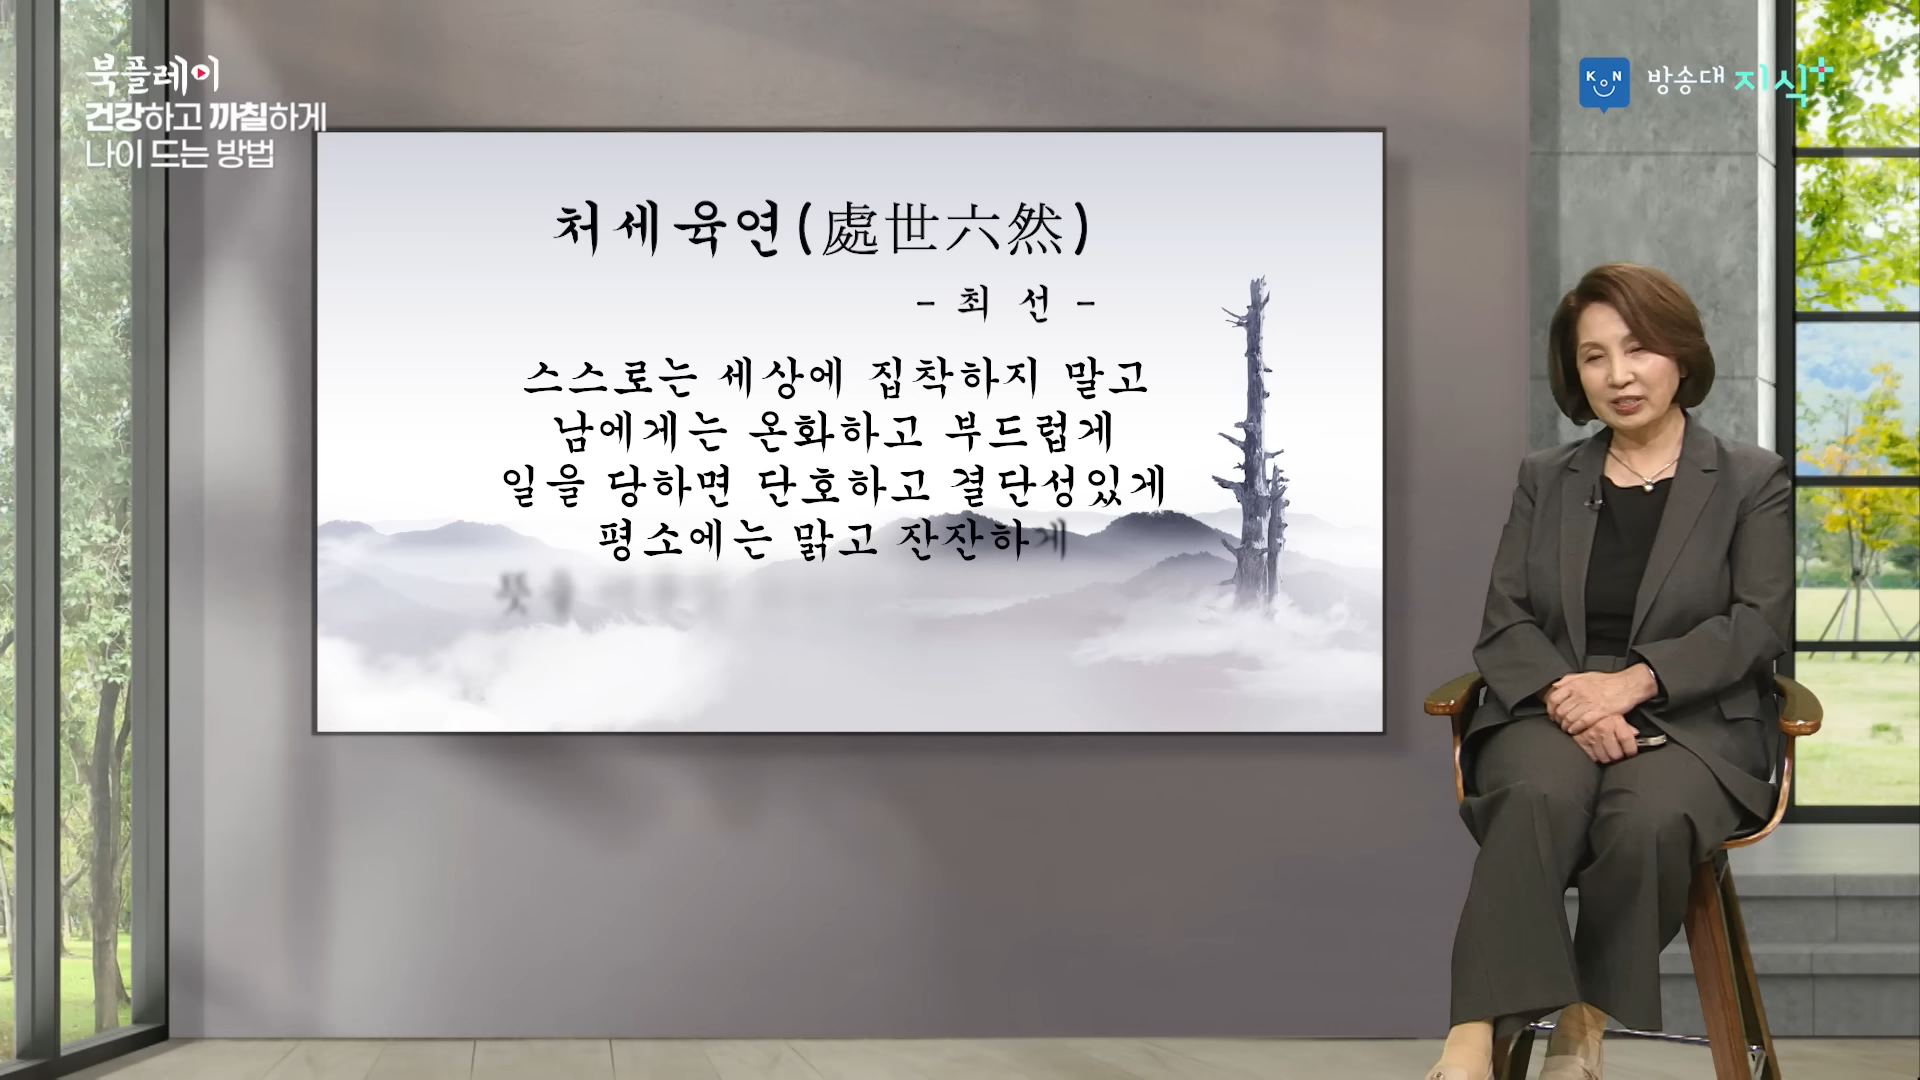 북플레이
건강하고 까칠하게
나이 드는 방법
KON
방송대 지식+
처세육연(處世六然)
- 최 선 -
스스로는 세상에 집착하지 말고
남에게는 온화하고 부드럽게
일을 당하면 단호하고 결단성있게
평소에는 맑고 잔잔하게